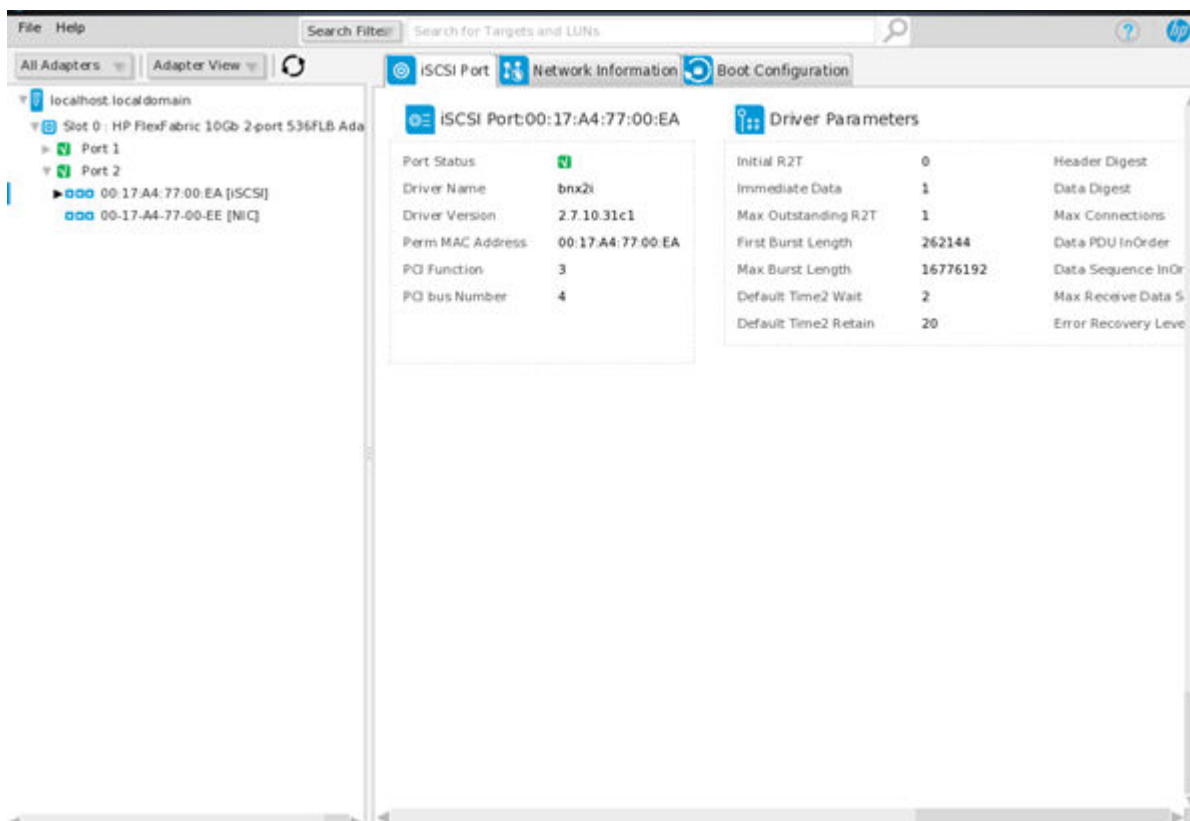 File Help
Search Filter Search for Targets and LUNs
? hp
All Adapters Adapter View
iSCSI Port Network Information Boot Configuration
localhost.localdomain
Slot 0 : HP FlexFabric 10Gb 2-port 536FLB Ada
Port 1
Port 2
00:17:A4:77:00:EA [iSCSI]
00-17-A4-77-00-EE [NIC]
iSCSI Port:00:17:A4:77:00:EA
Port Status
Driver Name bnx2i
Driver Version 2.7.10.31c1
Perm MAC Address 00:17:A4:77:00:EA
PCI Function 3
PCI bus Number 4
Driver Parameters
Initial R2T 0 Header Digest
Immediate Data 1 Data Digest
Max Outstanding R2T 1 Max Connections
First Burst Length 262144 Data PDU InOrder
Max Burst Length 16776192 Data Sequence InOr
Default Time2 Wait 2 Max Receive Data S
Default Time2 Retain 20 Error Recovery Leve